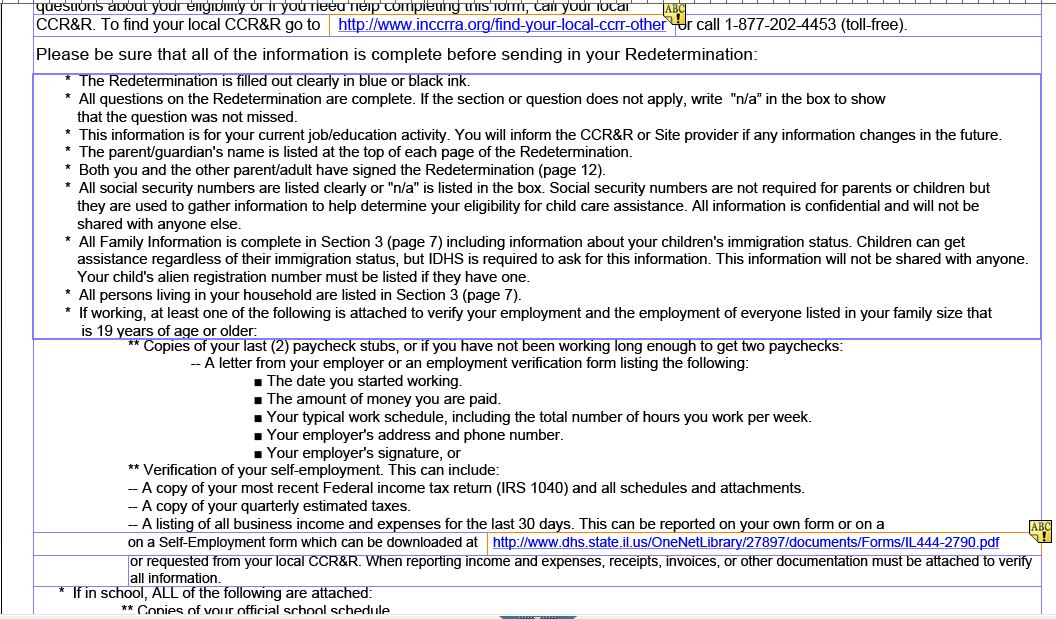 questions about your eligibility or if you need help completing this form, call your local
CCR&R. To find your local CCR&R go to http://www.inccrra.org/find-your-local-ccrr-other or call 1-877-202-4453 (toll-free).
Please be sure that all of the information is complete before sending in your Redetermination:
* The Redetermination is filled out clearly in blue or black ink.
* All questions on the Redetermination are complete. If the section or question does not apply, write "n/a” in the box to show
that the question was not missed.
* This information is for your current job/education activity. You will inform the CCR&R or Site provider if any information changes in the future.
* The parent/guardian's name is listed at the top of each page of the Redetermination.
* Both you and the other parent/adult have signed the Redetermination (page 12).
* All social security numbers are listed clearly or "n/a" is listed in the box. Social security numbers are not required for parents or children but
they are used to gather information to help determine your eligibility for child care assistance. All information is confidential and will not be
shared with anyone else.
* All Family Information is complete in Section 3 (page 7) including information about your children's immigration status. Children can get
assistance regardless of their immigration status, but IDHS is required to ask for this information. This information will not be shared with anyone.
Your child's alien registration number must be listed if they have one.
* All persons living in your household are listed in Section 3 (page 7).
* If working, at least one of the following is attached to verify your employment and the employment of everyone listed in your family size that
is 19 years of age or older:
** Copies of your last (2) paycheck stubs, or if you have not been working long enough to get two paychecks:
-- A letter from your employer or an employment verification form listing the following:
■ The date you started working.
■ The amount of money you are paid.
■ Your typical work schedule, including the total number of hours you work per week.
■ Your employer's address and phone number.
■ Your employer's signature, or
** Verification of your self-employment. This can include:
-- A copy of your most recent Federal income tax return (IRS 1040) and all schedules and attachments.
-- A copy of your quarterly estimated taxes.
-- A listing of all business income and expenses for the last 30 days. This can be reported on your own form or on a
on a Self-Employment form which can be downloaded at http://www.dhs.state.il.us/OneNetLibrary/27897/documents/Forms/IL444-2790.pdf
or requested from your local CCR&R. When reporting income and expenses, receipts, invoices, or other documentation must be attached to verify
all information.
* If in school, ALL of the following are attached:
** Copies of your official school schedule
ABC
ABC